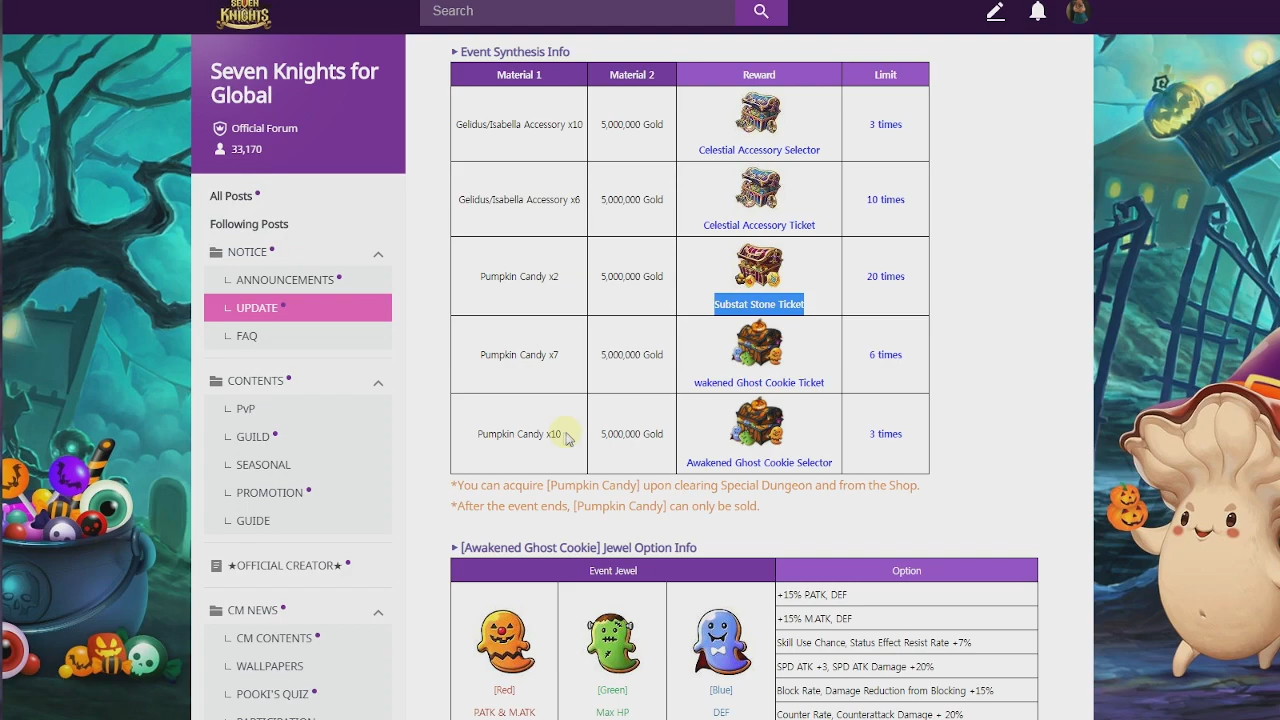 SEVEN
KNIGHTS
Search
Seven Knights for
Global
Official Forum
33,170
All Posts
Following Posts
NOTICE
ANNOUNCEMENTS
UPDATE
FAQ
CONTENTS
PvP
GUILD
SEASONAL
PROMOTION
GUIDE
★OFFICIAL CREATOR★
CM NEWS
CM CONTENTS
WALLPAPERS
POOKI'S QUIZ
PARTICIPATION
Event Synthesis Info
Material 1 Material 2 Reward Limit
Gelidus/Isabella Accessory x10 5,000,000 Gold Celestial Accessory Selector 3 times
Gelidus/Isabella Accessory x6 5,000,000 Gold Celestial Accessory Ticket 10 times
Pumpkin Candy x2 5,000,000 Gold Substat Stone Ticket 20 times
Pumpkin Candy x7 5,000,000 Gold wakened Ghost Cookie Ticket 6 times
Pumpkin Candy x10 5,000,000 Gold Awakened Ghost Cookie Selector 3 times
*You can acquire [Pumpkin Candy] upon clearing Special Dungeon and from the Shop.
*After the event ends, [Pumpkin Candy] can only be sold.
[Awakened Ghost Cookie] Jewel Option Info
Event Jewel Option
+15% P.ATK, DEF
+15% M.ATK, DEF
Skill Use Chance, Status Effect Resist Rate +7%
SPD ATK +3, SPD ATK Damage +20%
Block Rate, Damage Reduction from Blocking +15%
Counter Rate, Counterattack Damage + 20%
[Red] [Green] [Blue]
P.ATK & M.ATK Max HP DEF